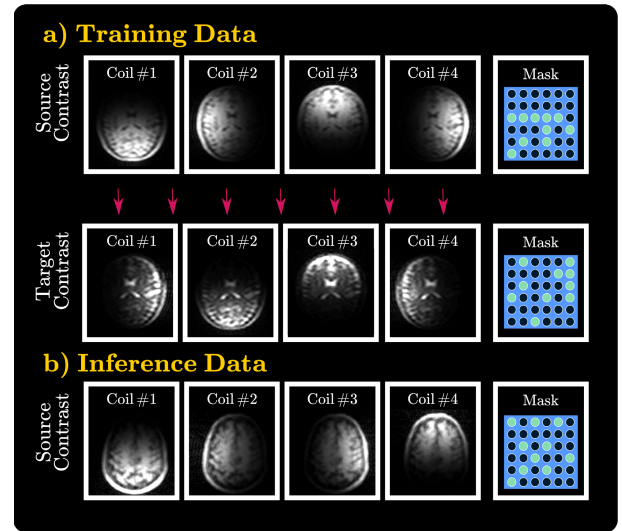 a) Training Data
Source
Contrast
Coil #1
Coil #2
Coil #3
Coil #4
Mask
Target
Contrast
Coil #1
Coil #2
Coil #3
Coil #4
Mask
b) Inference Data
Source
Contrast
Coil #1
Coil #2
Coil #3
Coil #4
Mask